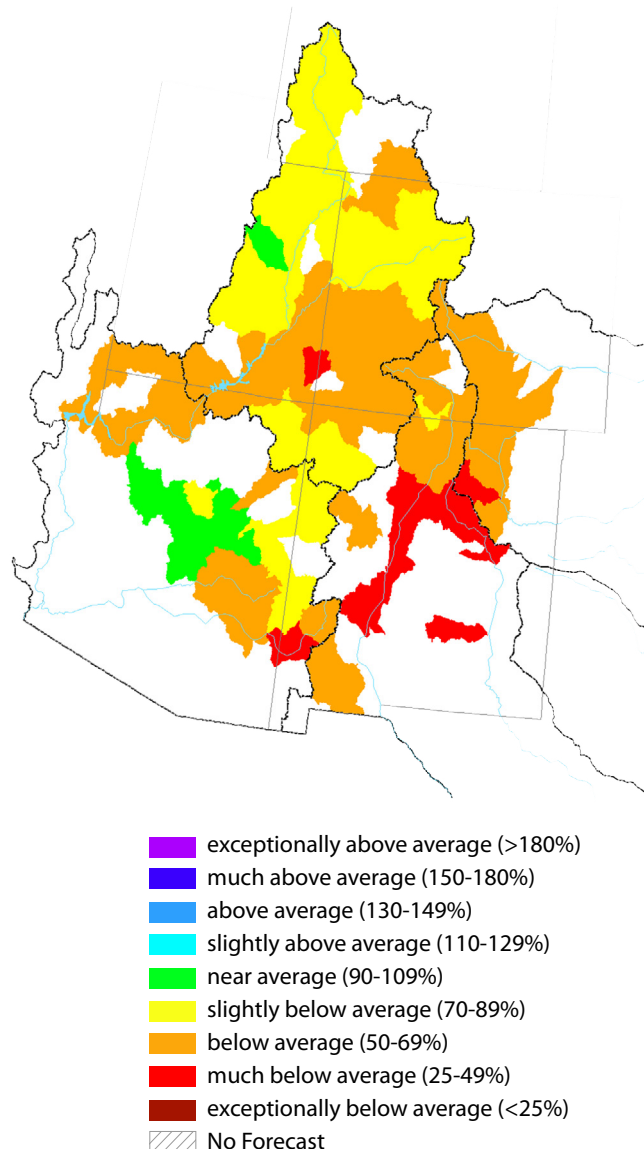 exceptionally above average (>180%)
much above average (150-180%)
above average (130-149%)
slightly above average (110-129%)
near average (90-109%)
slightly below average (70-89%)
below average (50-69%)
much below average (25-49%)
exceptionally below average (<25%)
No Forecast